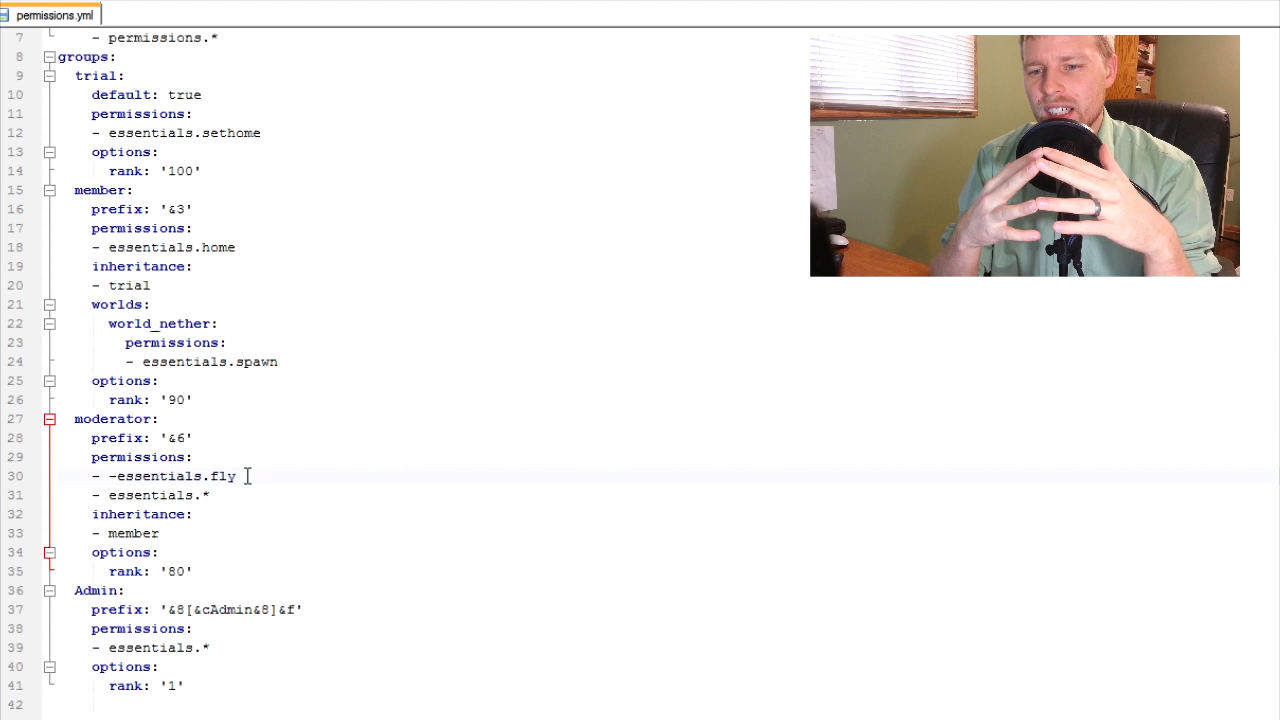 permissions.yml
7 - permissions.*
8 groups:
9 trial:
10 default: true
11 permissions:
12 - essentials.sethome
13 options:
14 rank: '100'
15 member:
16 prefix: '&3'
17 permissions:
18 - essentials.home
19 inheritance:
20 - trial
21 worlds:
22 world_nether:
23 permissions:
24 - essentials.spawn
25 options:
26 rank: '90'
27 moderator:
28 prefix: '&6'
29 permissions:
30 - -essentials.fly
31 - essentials.*
32 inheritance:
33 - member
34 options:
35 rank: '80'
36 Admin:
37 prefix: '&8[&cAdmin&8]&f'
38 permissions:
39 - essentials.*
40 options:
41 rank: '1'
42